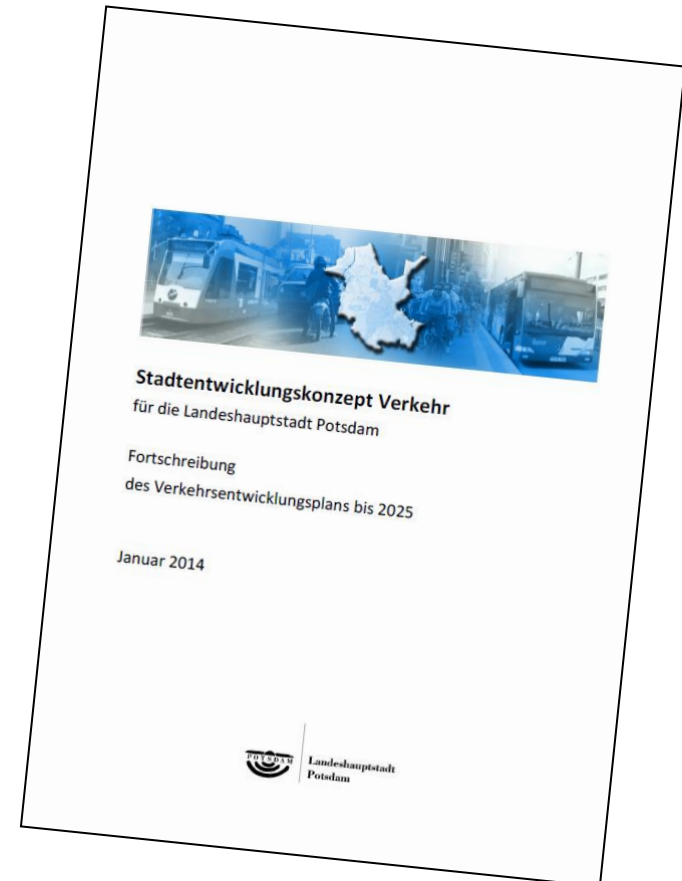 Stadtentwicklungskonzept Verkehr
für die Landeshauptstadt Potsdam
Fortschreibung
des Verkehrsentwicklungsplans bis 2025
Januar 2014
POTSDAM
Landeshauptstadt
Potsdam